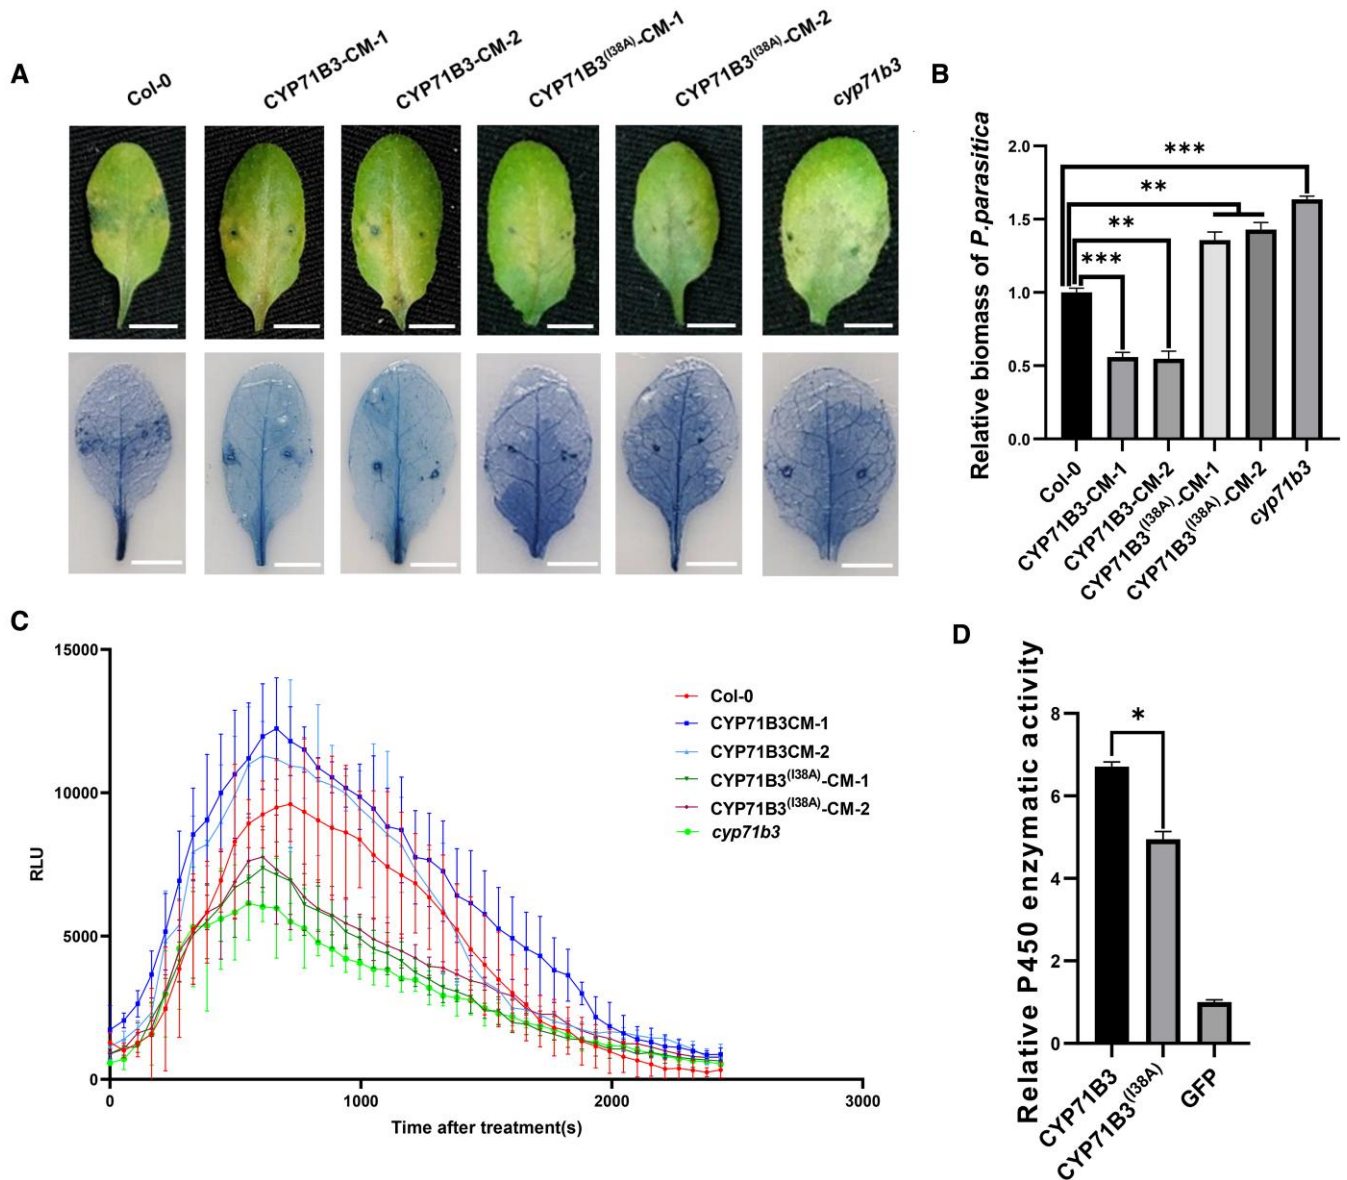 A
Col-0
CYP71B3-CM-1
CYP71B3-CM-2
CYP71B3(I38A)-CM-1
CYP71B3(I38A)-CM-2
cyp71b3
B
Relative biomass of P.parasitica
2.0
1.5
1.0
0.5
0.0
***
**
**
***
Col-0
CYP71B3-CM-1
CYP71B3-CM-2
CYP71B3(I38A)-CM-1
CYP71B3(I38A)-CM-2
cyp71b3
C
RLU
15000
10000
5000
0
0
1000
2000
3000
Time after treatment(s)
Col-0
CYP71B3CM-1
CYP71B3CM-2
CYP71B3(I38A)-CM-1
CYP71B3(I38A)-CM-2
cyp71b3
D
Relative P450 enzymatic activity
8
6
4
2
0
*
CYP71B3
CYP71B3(I38A)
GFP